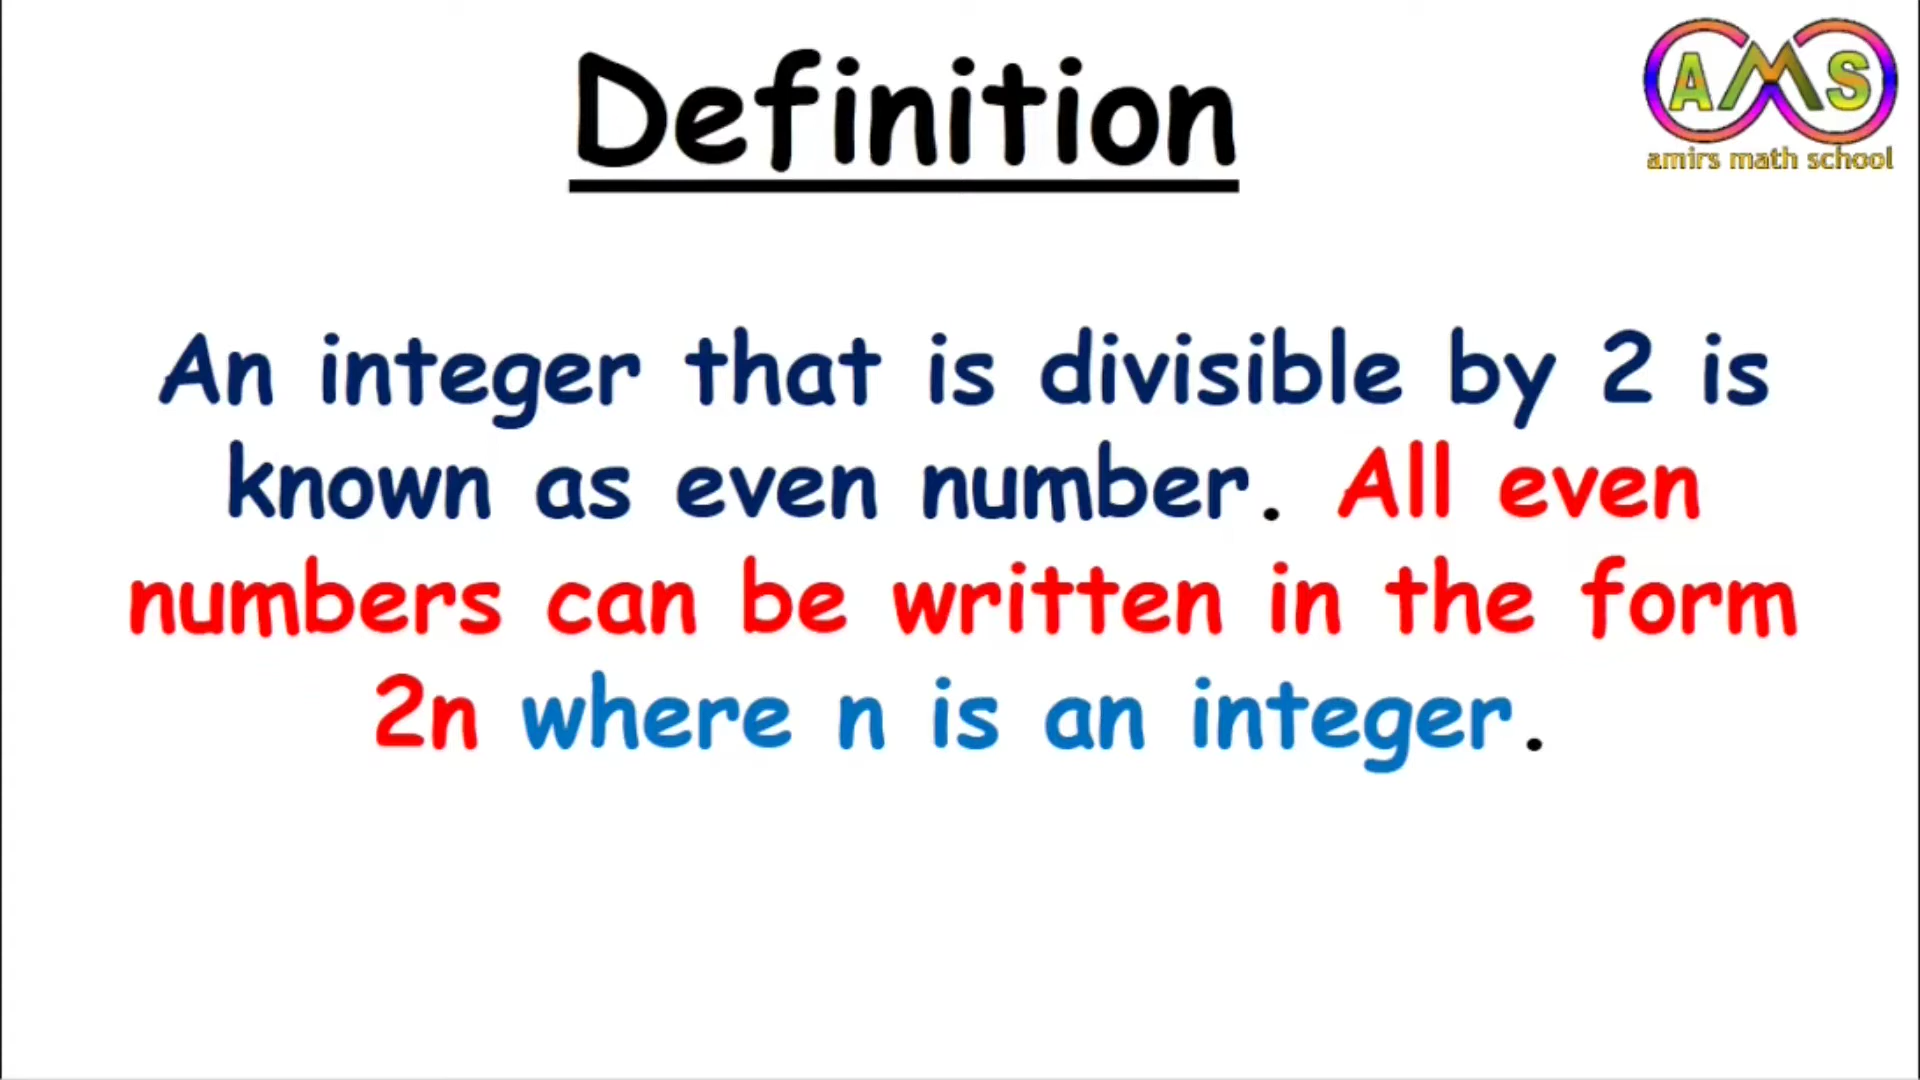 Definition
AMS
amirs math school
An integer that is divisible by 2 is
known as even number. All even
numbers can be written in the form
2n where n is an integer.